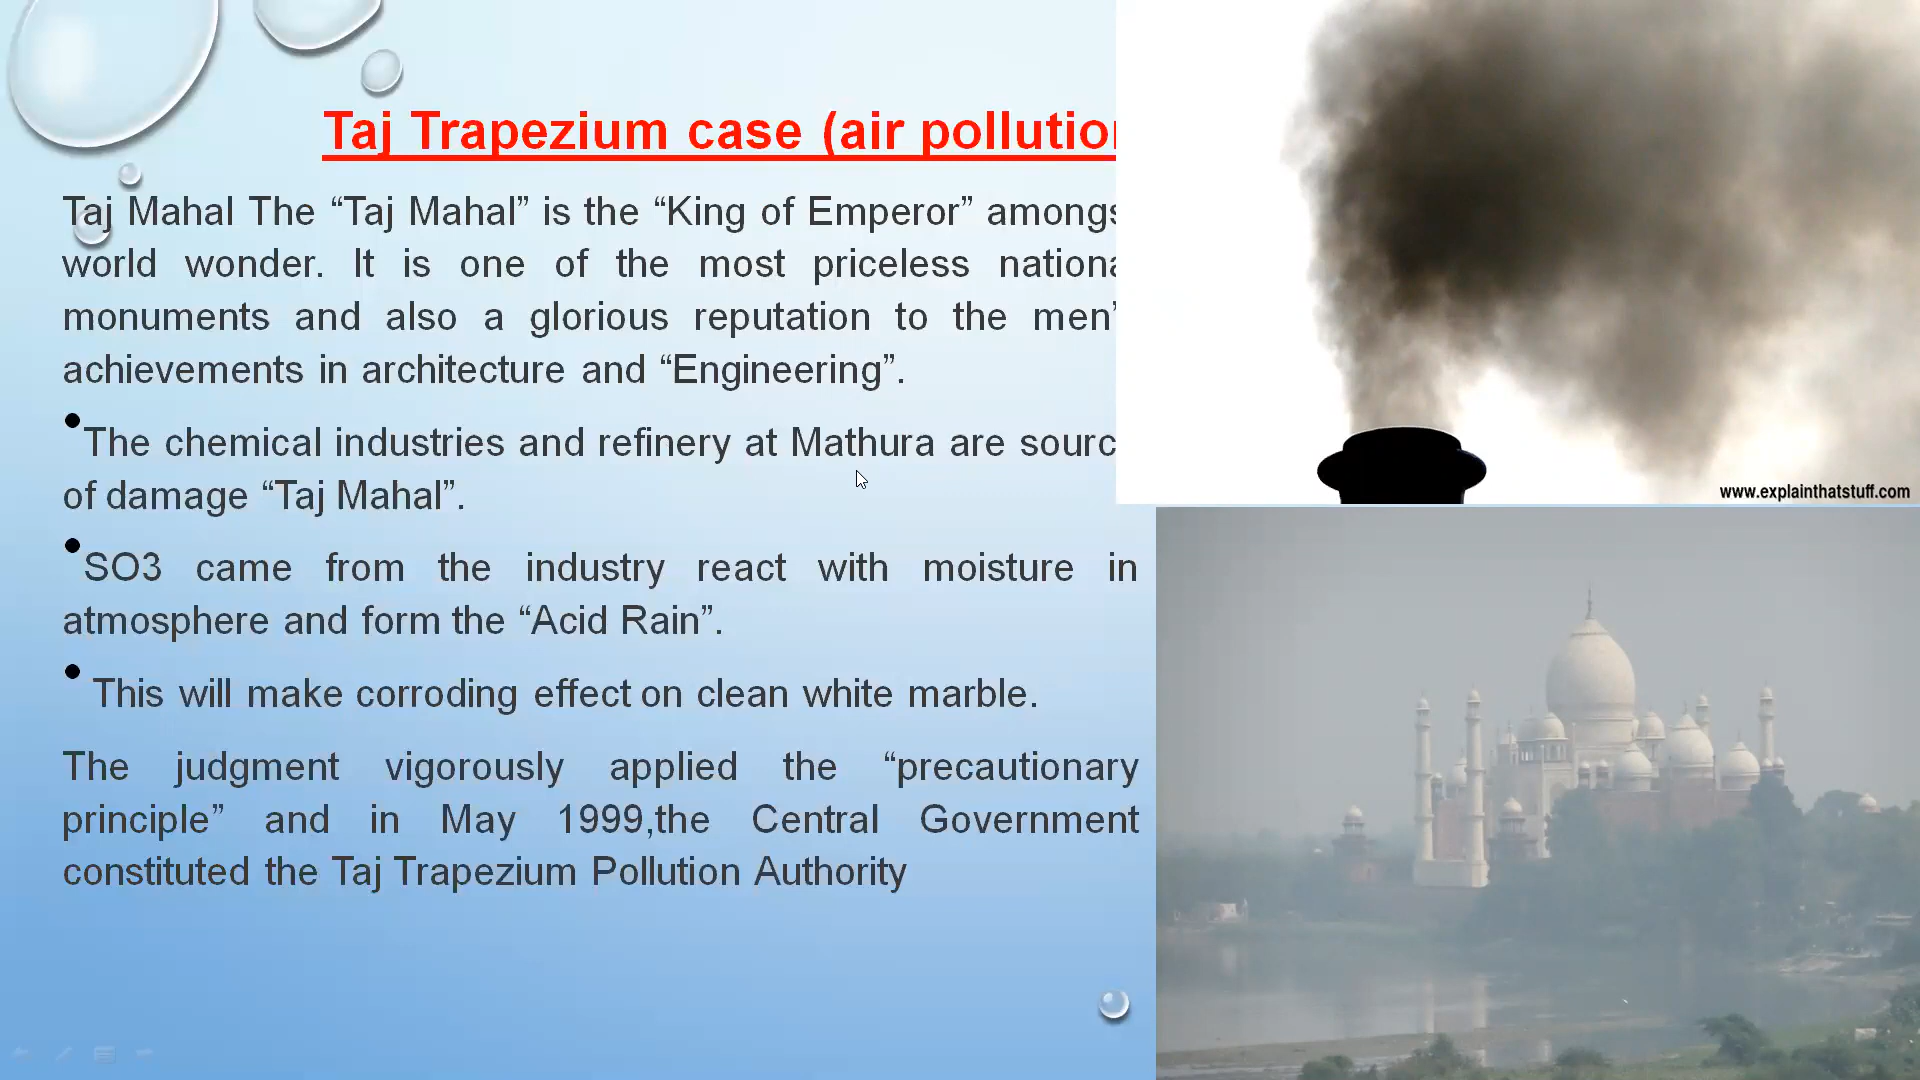 Taj Trapezium case (air pollution
Taj Mahal The “Taj Mahal” is the “King of Emperor” amongs
world wonder. It is one of the most priceless nationa
monuments and also a glorious reputation to the men’
achievements in architecture and “Engineering”.
•The chemical industries and refinery at Mathura are sourc
of damage “Taj Mahal”.
•SO3 came from the industry react with moisture in
atmosphere and form the “Acid Rain”.
• This will make corroding effect on clean white marble.
The judgment vigorously applied the “precautionary
principle” and in May 1999,the Central Government
constituted the Taj Trapezium Pollution Authority
www.explainthatstuff.com